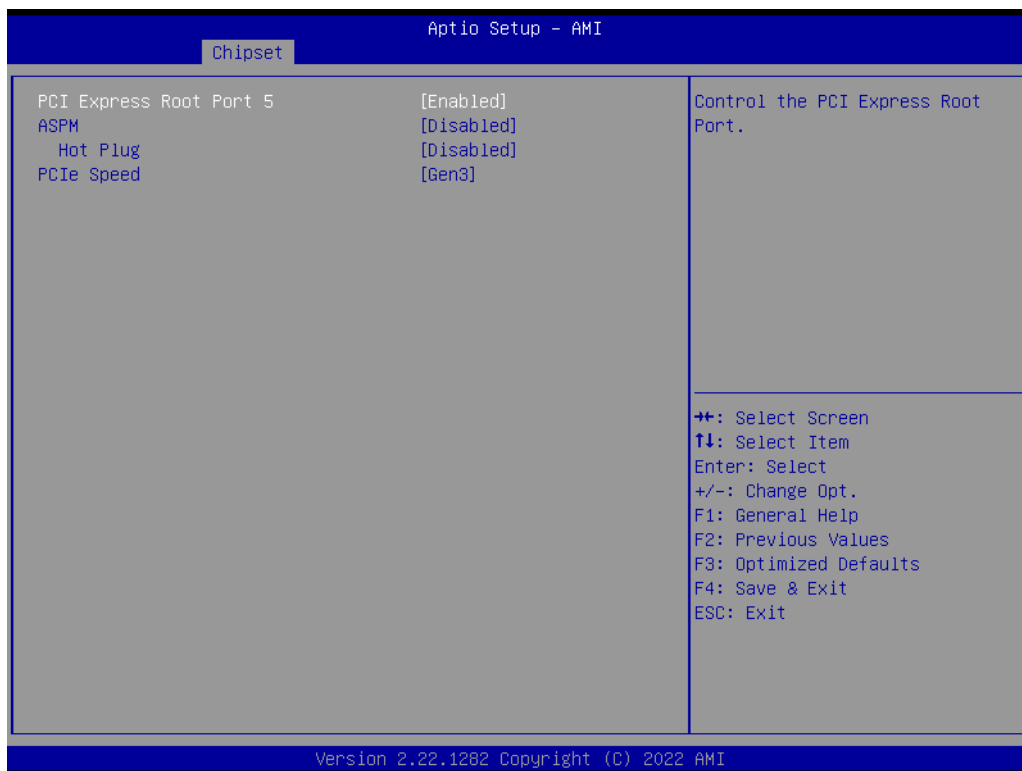 Aptio Setup – AMI
Chipset
PCI Express Root Port 5 [Enabled]
ASPM [Disabled]
Hot Plug [Disabled]
PCIe Speed [Gen3]
Control the PCI Express Root
Port.
→←: Select Screen
↑↓: Select Item
Enter: Select
+/-: Change Opt.
F1: General Help
F2: Previous Values
F3: Optimized Defaults
F4: Save & Exit
ESC: Exit
Version 2.22.1282 Copyright (C) 2022 AMI